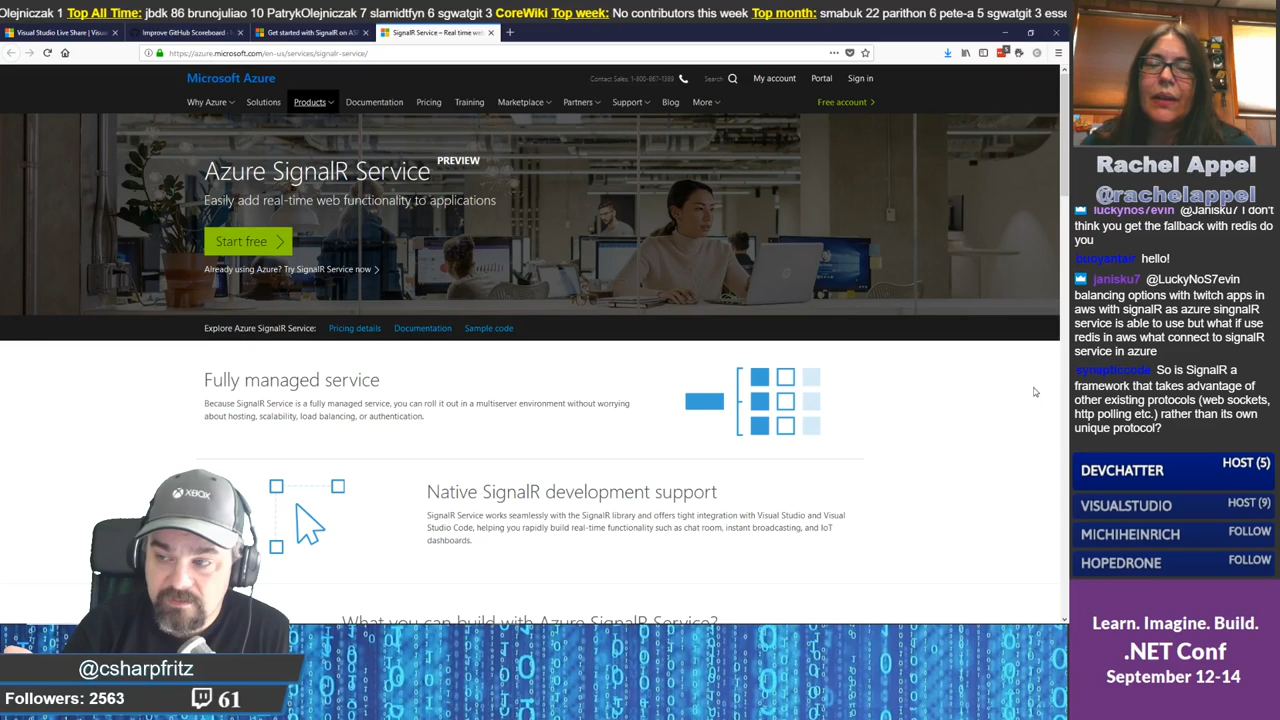 Olejniczak 1 Top All Time: jbdk 86 brunojuliao 10 PatrykOlejniczak 7 slamidtfyn 6 sgwatgit 3 CoreWiki Top week: No contributors this week Top month: smabuk 22 parithon 6 pete-a 5 sgwatgit 3 esse
Visual Studio Live Share | Visua
Improve GitHub Scoreboard -
Get started with SignalR on AS
SignalR Service – Real time we
https://azure.microsoft.com/en-us/services/signalr-service/
Microsoft Azure
Contact Sales: 1-800-867-1389
Search
My account
Portal
Sign in
Why Azure
Solutions
Products
Documentation
Pricing
Training
Marketplace
Partners
Support
Blog
More
Free account
Azure SignalR Service PREVIEW
Easily add real-time web functionality to applications
Start free
Already using Azure? Try SignalR Service now
Explore Azure SignalR Service:
Pricing details
Documentation
Sample code
Fully managed service
Because SignalR Service is a fully managed service, you can roll it out in a multiserver environment without worrying
about hosting, scalability, load balancing, or authentication.
Native SignalR development support
SignalR Service works seamlessly with the SignalR library and offers tight integration with Visual Studio and Visual
Studio Code, helping you rapidly build real-time functionality such as chat room, instant broadcasting, and IoT
dashboards.
What you can build with Azure SignalR Service?
XBOX
@csharpfritz
Followers: 2563
61
Rachel Appel
@rachelappel
luckynos7evin @Janisku7 I don't
think you get the fallback with redis do
you
buoyantair hello!
janisku7 @LuckyNoS7evin
balancing options with twitch apps in
aws with signalR as azure singnalR
service is able to use but what if use
redis in aws what connect to signalR
service in azure
synapticcode So is SignalR a
framework that takes advantage of
other existing protocols (web sockets,
http polling etc.) rather than its own
unique protocol?
DEVCHATTER HOST (5)
VISUALSTUDIO HOST (9)
MICHIHEINRICH FOLLOW
HOPEDRONE FOLLOW
Learn. Imagine. Build.
.NET Conf
September 12-14